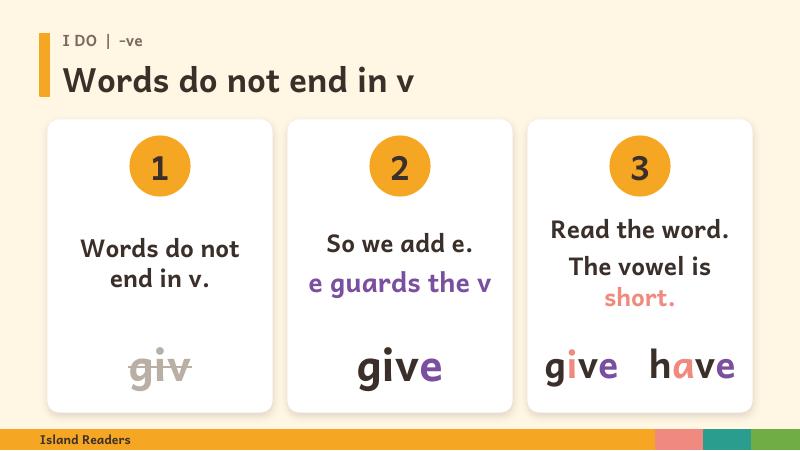 I DO | -ve
Words do not end in v
1
Words do not
end in v.
giv
2
So we add e.
e guards the v
give
3
Read the word.
The vowel is
short.
give have
Island Readers